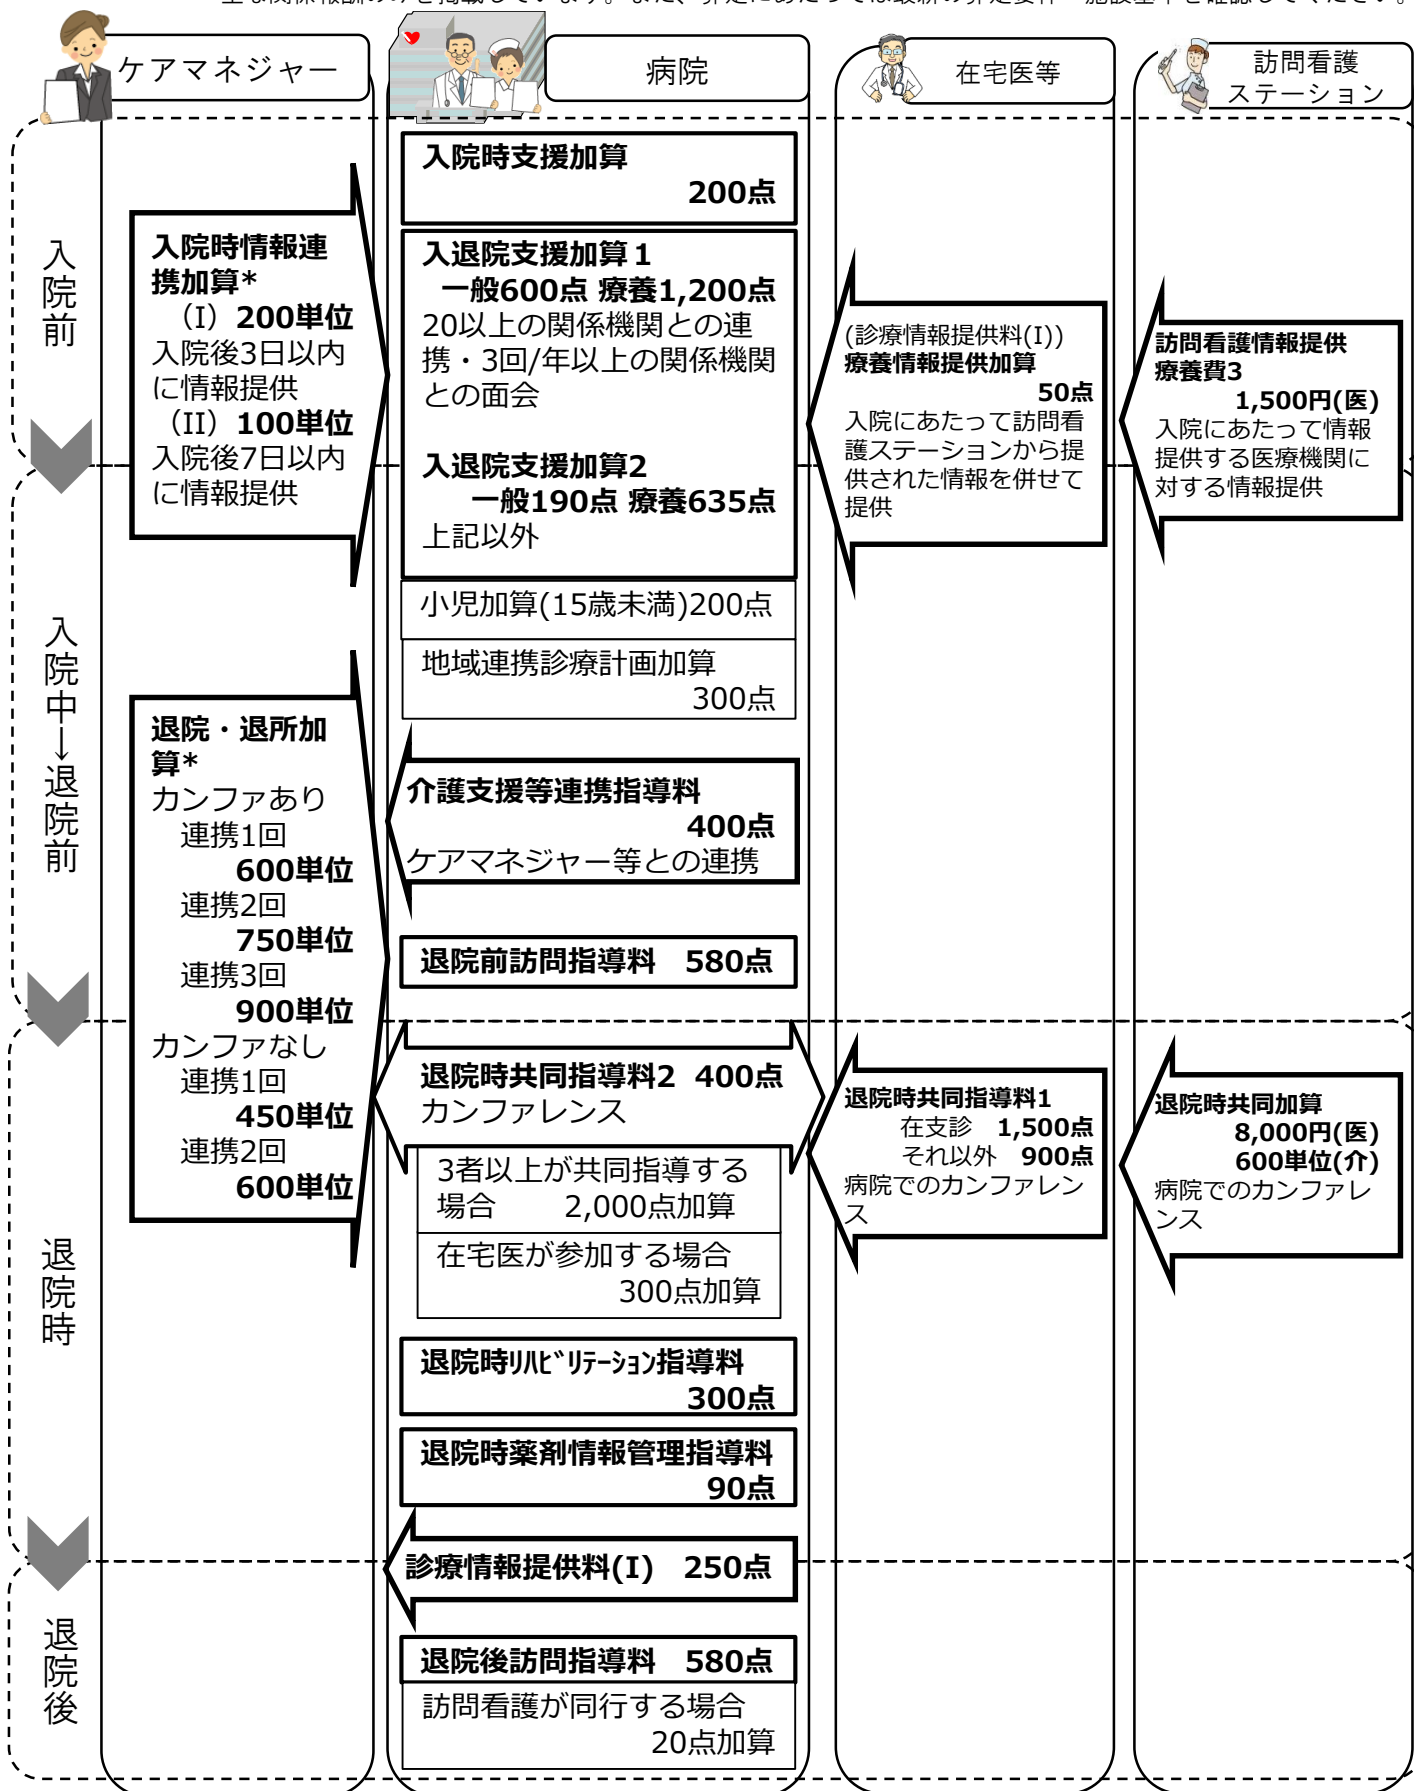 ケアマネジャー
病院
在宅医等
訪問看護
ステーション
入院前
入院時情報連
携加算*
（I）200単位
入院後3日以内
に情報提供
（II）100単位
入院後7日以内
に情報提供
入院時支援加算
200点
入退院支援加算１
一般600点 療養1,200点
20以上の関係機関との連
携・3回/年以上の関係機関
との面会
入退院支援加算2
一般190点 療養635点
上記以外
小児加算(15歳未満)200点
地域連携診療計画加算
300点
(診療情報提供料(I))
療養情報提供加算
50点
入院にあたって訪問看
護ステーションから提
供された情報を併せて
提供
訪問看護情報提供
療養費3
1,500円(医)
入院にあたって情報
提供する医療機関に
対する情報提供
入院中→退院前
退院・退所加
算*
カンファあり
連携1回
600単位
連携2回
750単位
連携3回
900単位
カンファなし
連携1回
450単位
連携2回
600単位
介護支援等連携指導料
400点
ケアマネジャー等との連携
退院前訪問指導料　580点
退院時
退院時共同指導料2 400点
カンファレンス
3者以上が共同指導する
場合　　2,000点加算
在宅医が参加する場合
300点加算
退院時共同指導料1
在支診　1,500点
それ以外　900点
病院でのカンファレン
ス
退院時共同加算
8,000円(医)
600単位(介)
病院でのカンファレ
ンス
退院時ﾘﾊﾋﾞﾘﾃｰｼｮﾝ指導料
300点
退院時薬剤情報管理指導料
90点
診療情報提供料(I)　250点
退院後
退院後訪問指導料　580点
訪問看護が同行する場合
20点加算